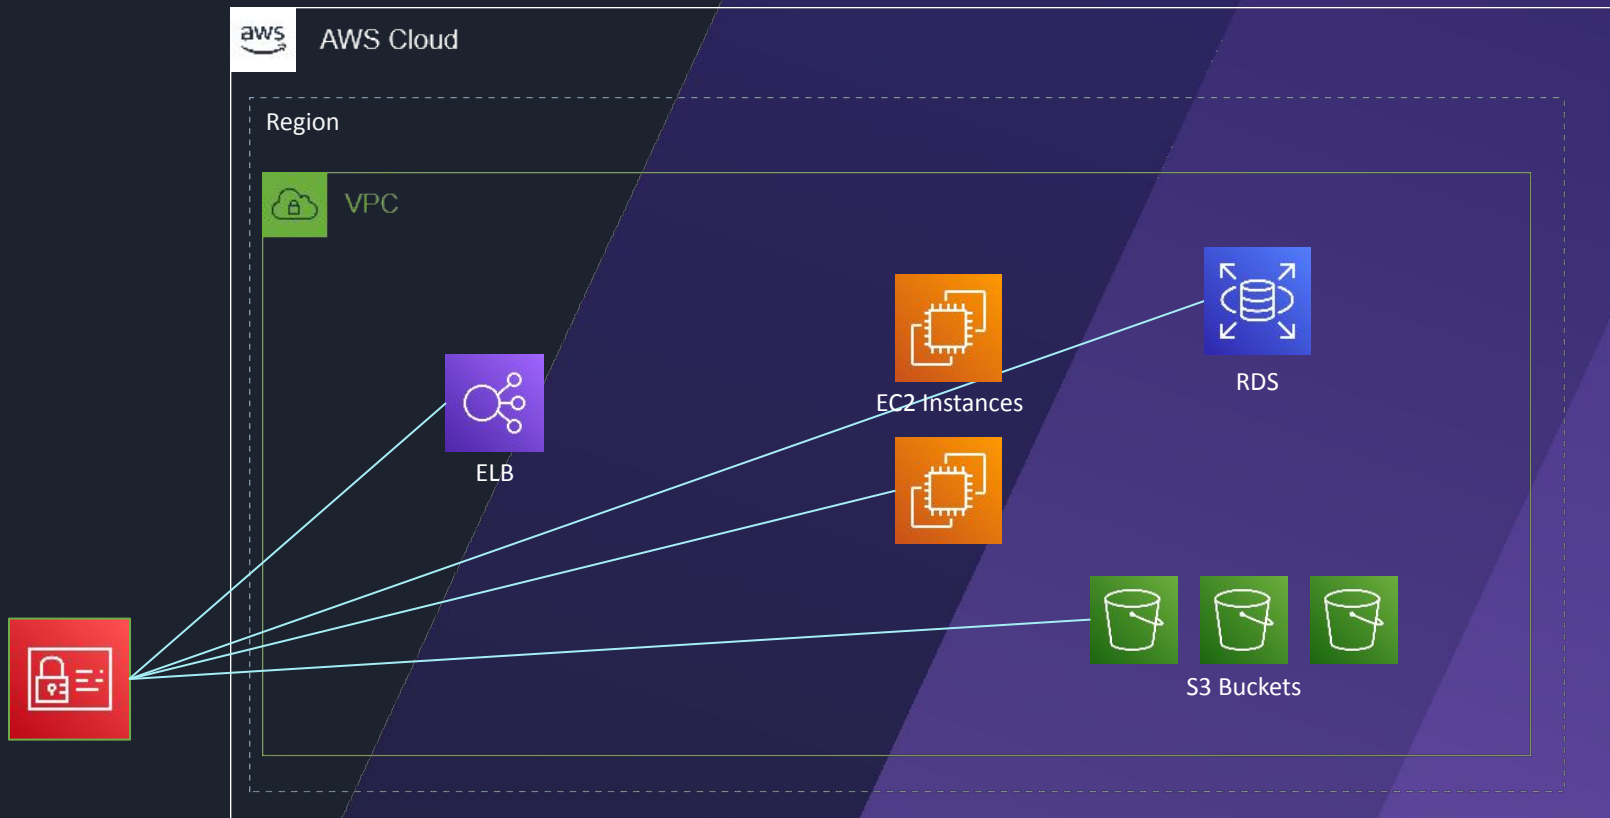 aws
AWS Cloud
Region
VPC
EC2 Instances
RDS
ELB
S3 Buckets